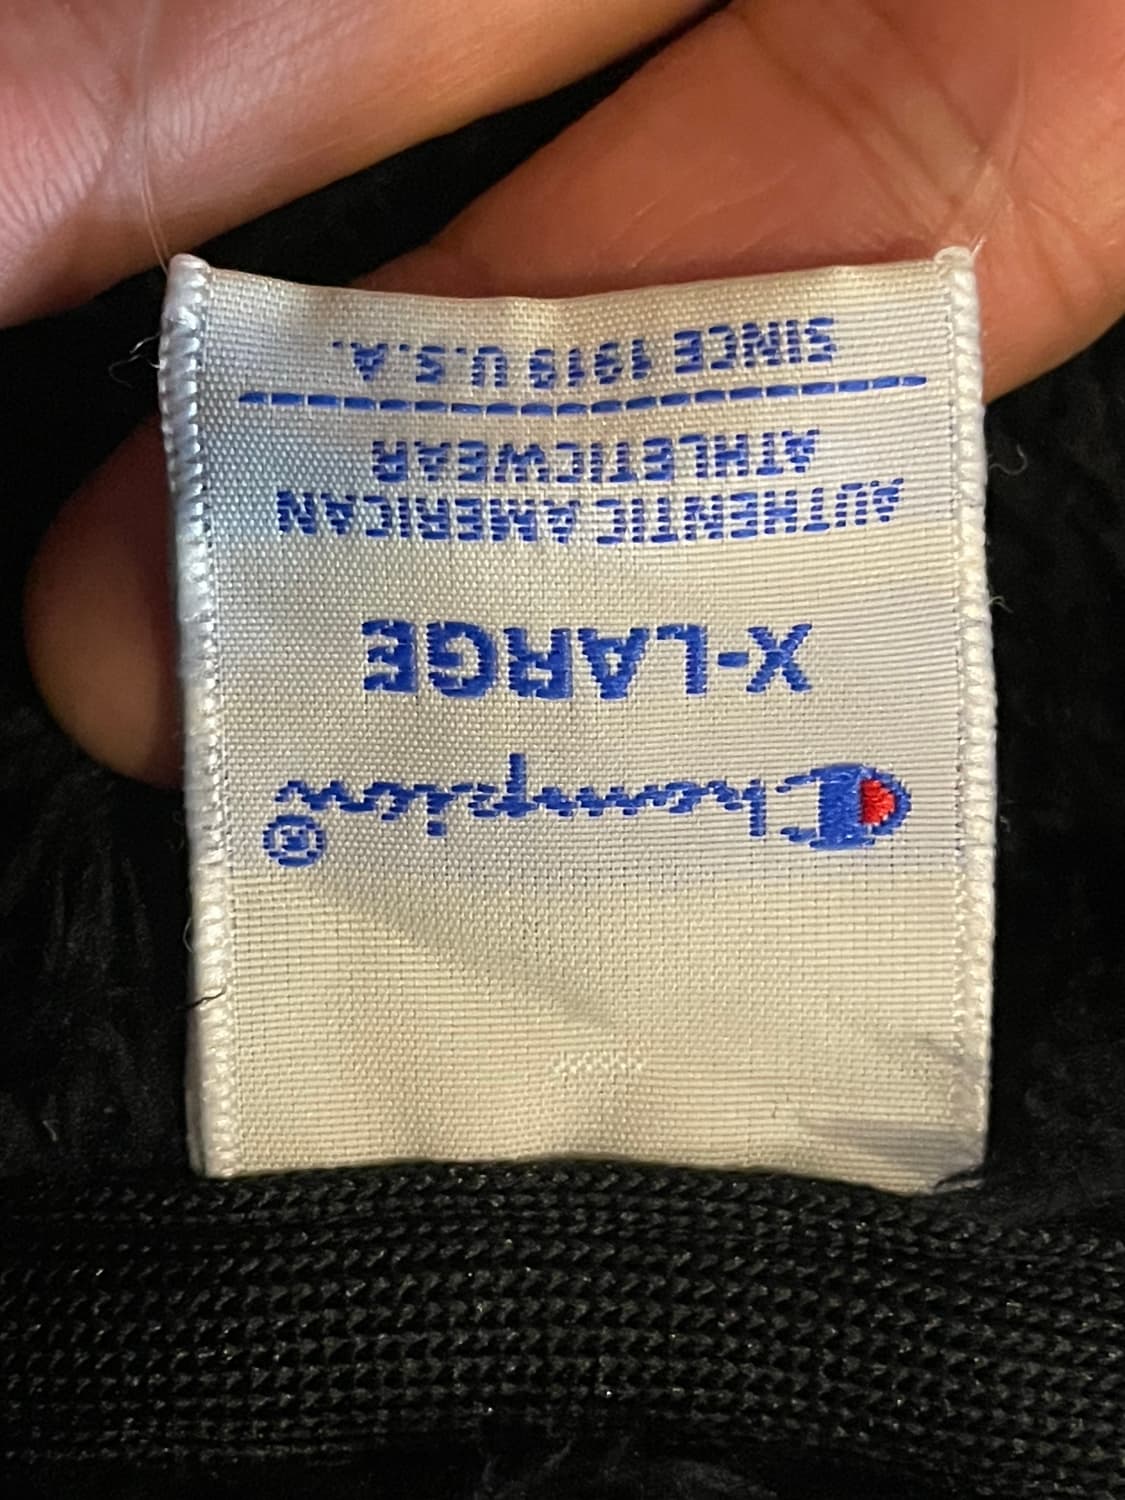 Champion®
X-LARGE
AUTHENTIC AMERICAN
ATHLETICWEAR
SINCE 1919 U.S.A.